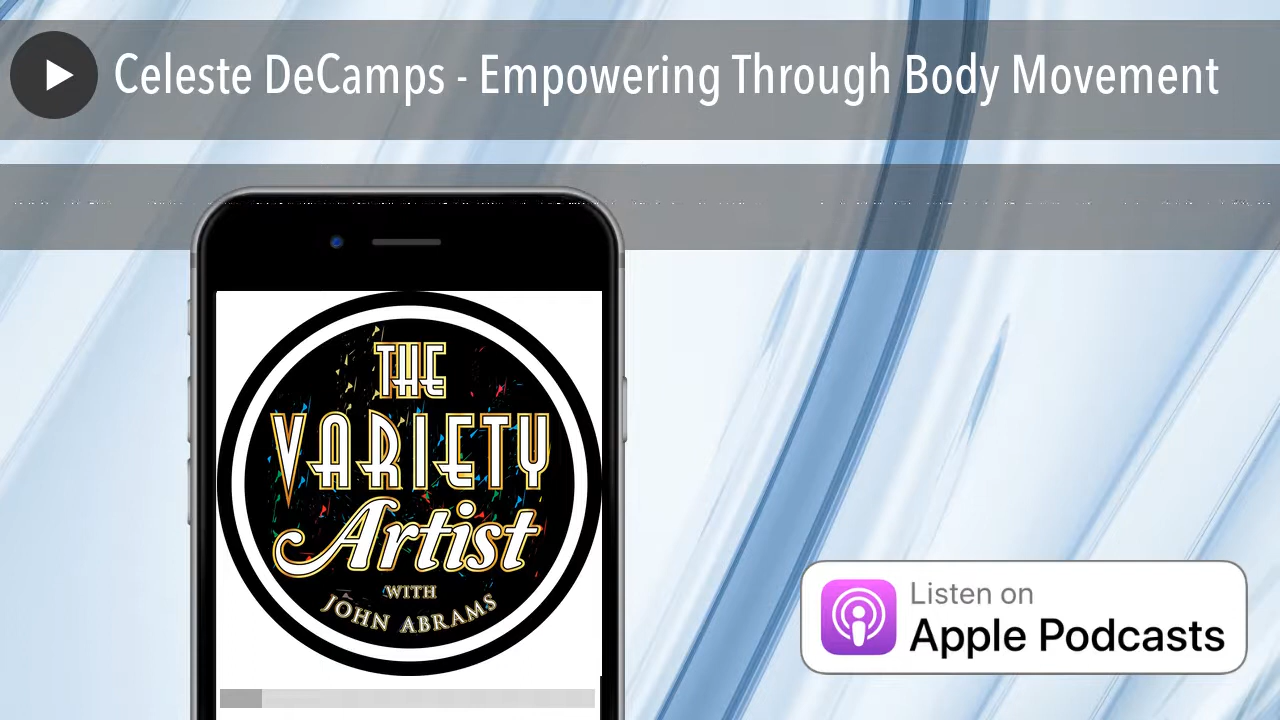 Celeste DeCamps - Empowering Through Body Movement
THE
VARIETY
Artist
WITH
JOHN ABRAMS
Listen on
Apple Podcasts